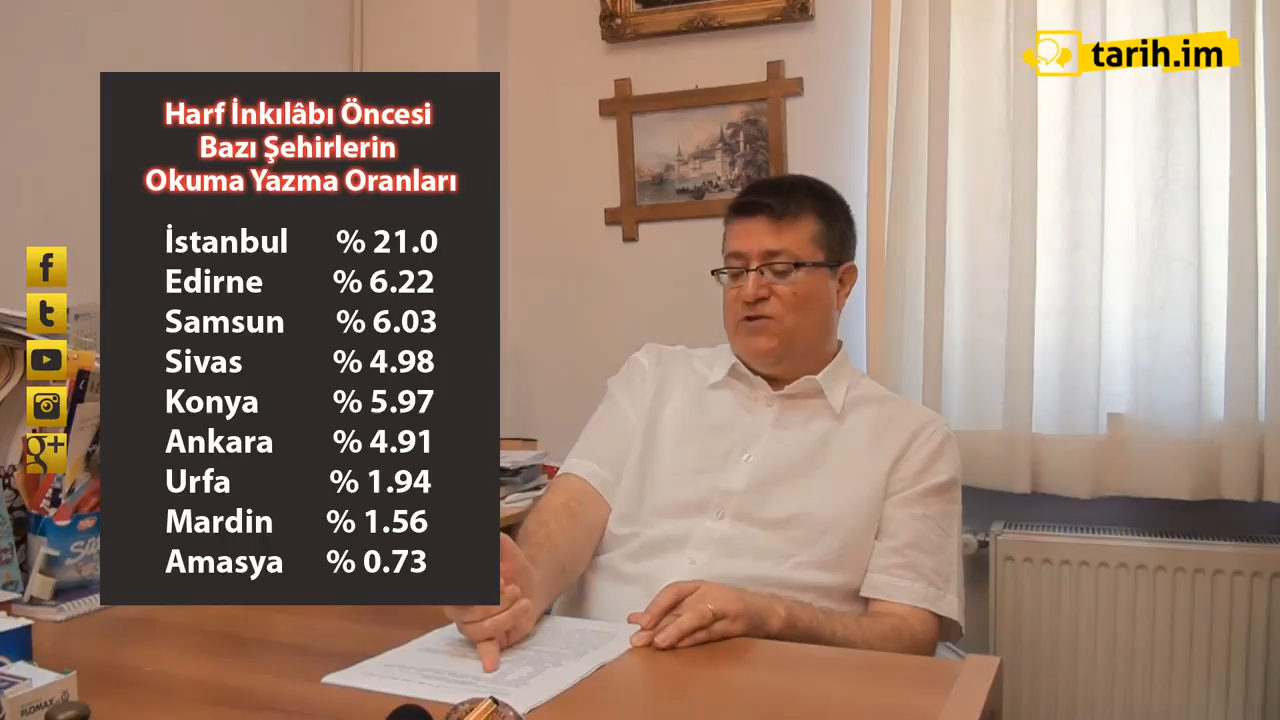 tarih.im
Harf İnkılâbı Öncesi
Bazı Şehirlerin
Okuma Yazma Oranları
İstanbul % 21.0
Edirne % 6.22
Samsun % 6.03
Sivas % 4.98
Konya % 5.97
Ankara % 4.91
Urfa % 1.94
Mardin % 1.56
Amasya % 0.73
FLOMAX